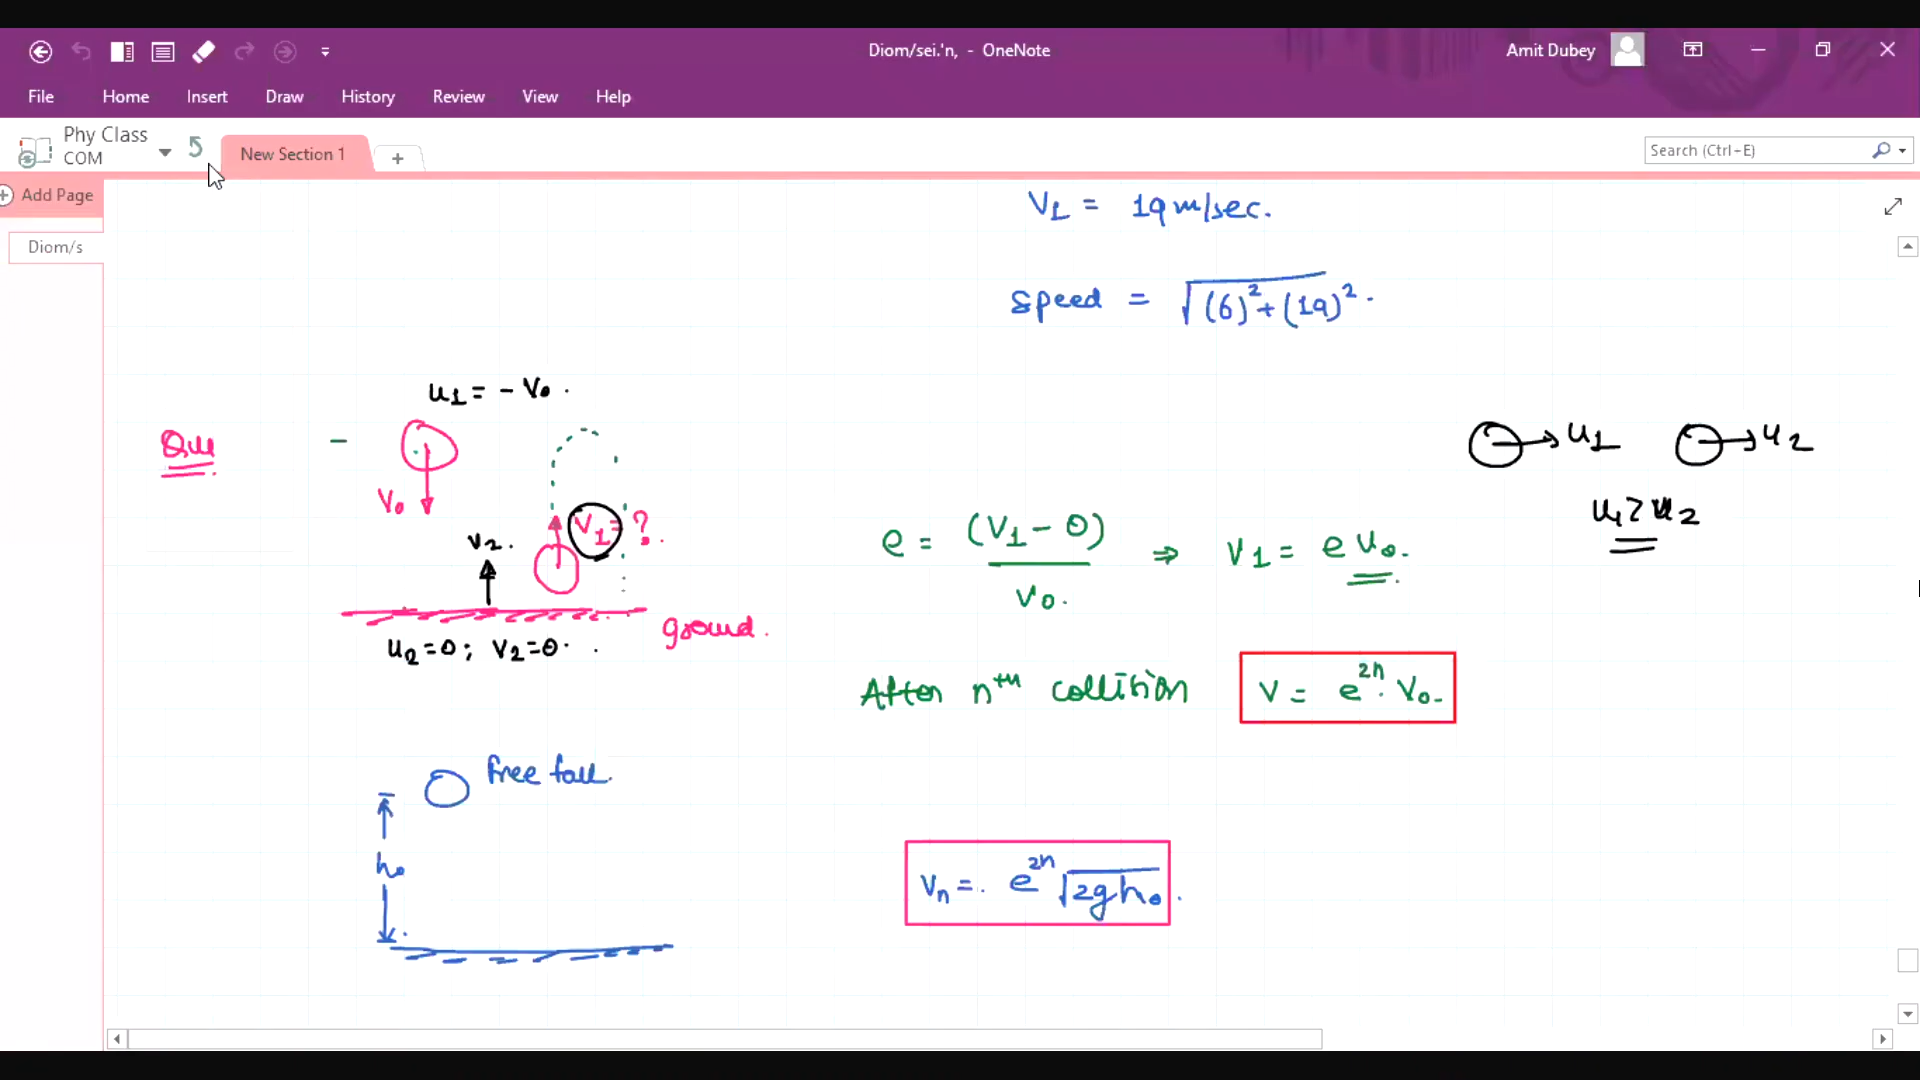 Diom/sei.'n, - OneNote
Amit Dubey
File Home Insert Draw History Review View Help
Phy Class
COM
New Section 1
+
Search (Ctrl-E)
Add Page
Diom/s
V1 = 19 m/sec.
speed = √(6)²+(19)².
Que
u1 = - V0.
V0
V2.
V1 = ?
ground.
u2=0; V2=0.
u1
u2
u1 > u2
e = (V1 - 0) / V0. ⇒ V1 = e V0.
After nth collision V = e^2n . V0.
free fall.
h0
Vn = . e^2n √2gh0.